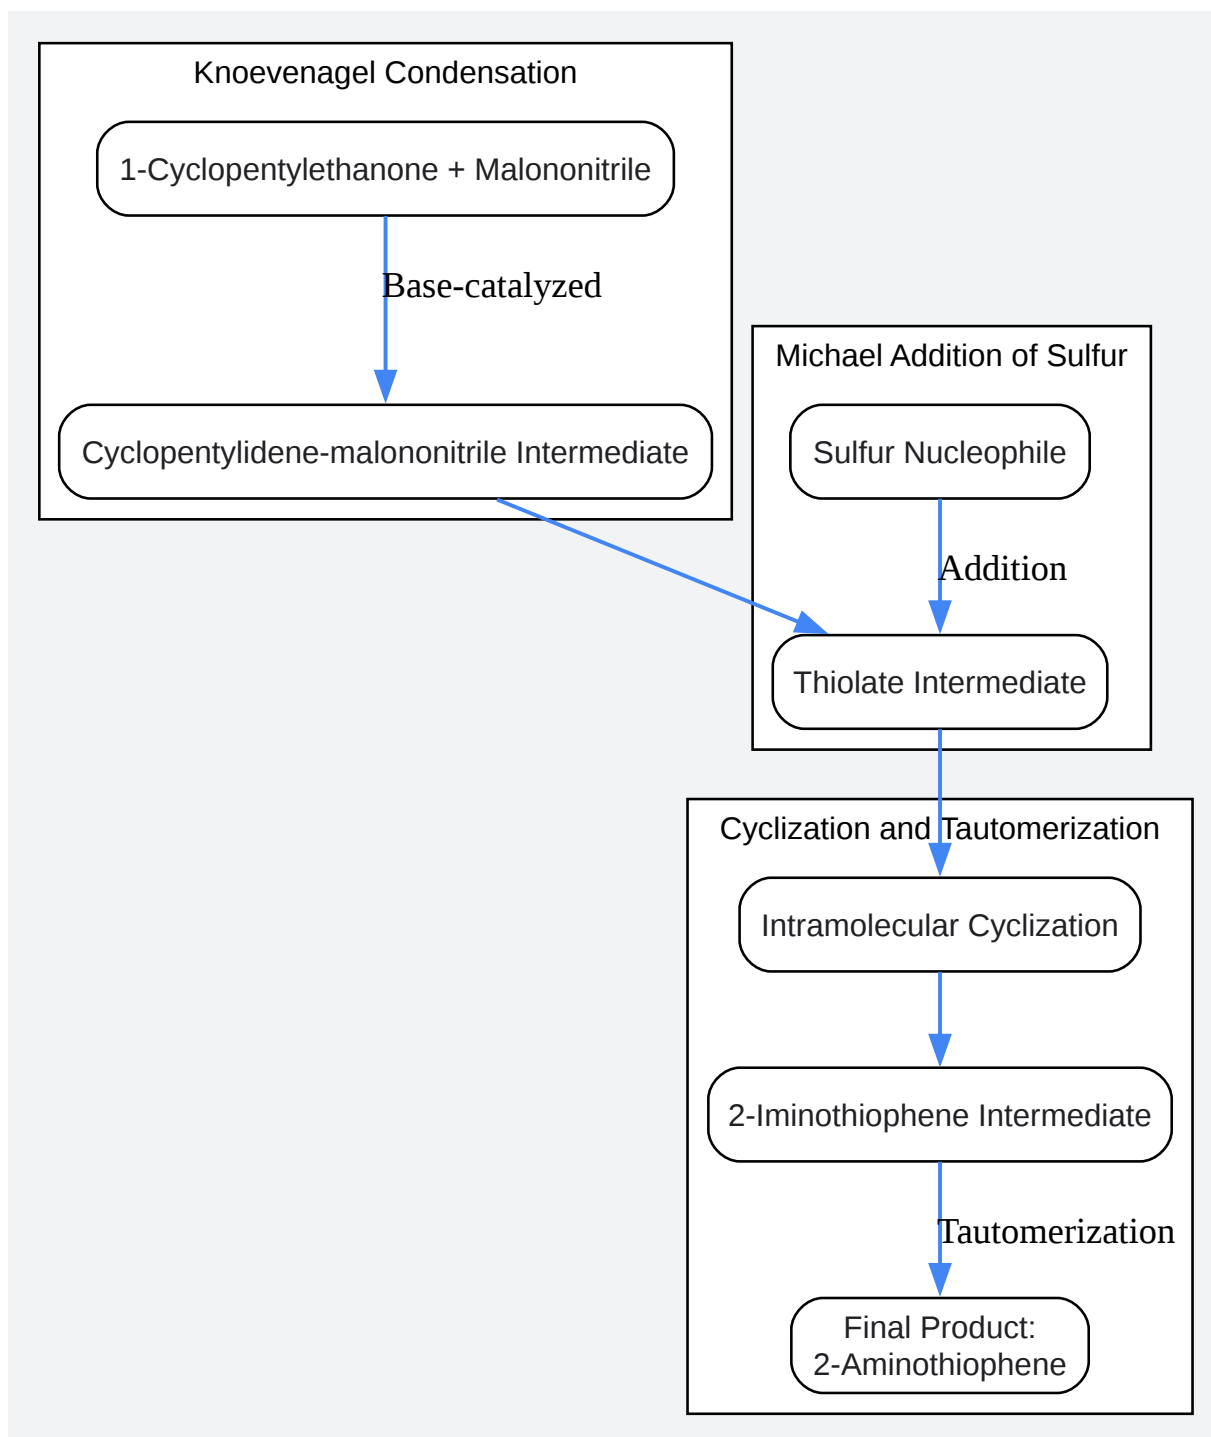 Knoevenagel Condensation
1-Cyclopentylethanone + Malononitrile
Base-catalyzed
Cyclopentylidene-malononitrile Intermediate
Michael Addition of Sulfur
Sulfur Nucleophile
Addition
Thiolate Intermediate
Cyclization and Tautomerization
Intramolecular Cyclization
2-Iminothiophene Intermediate
Tautomerization
Final Product:
2-Aminothiophene